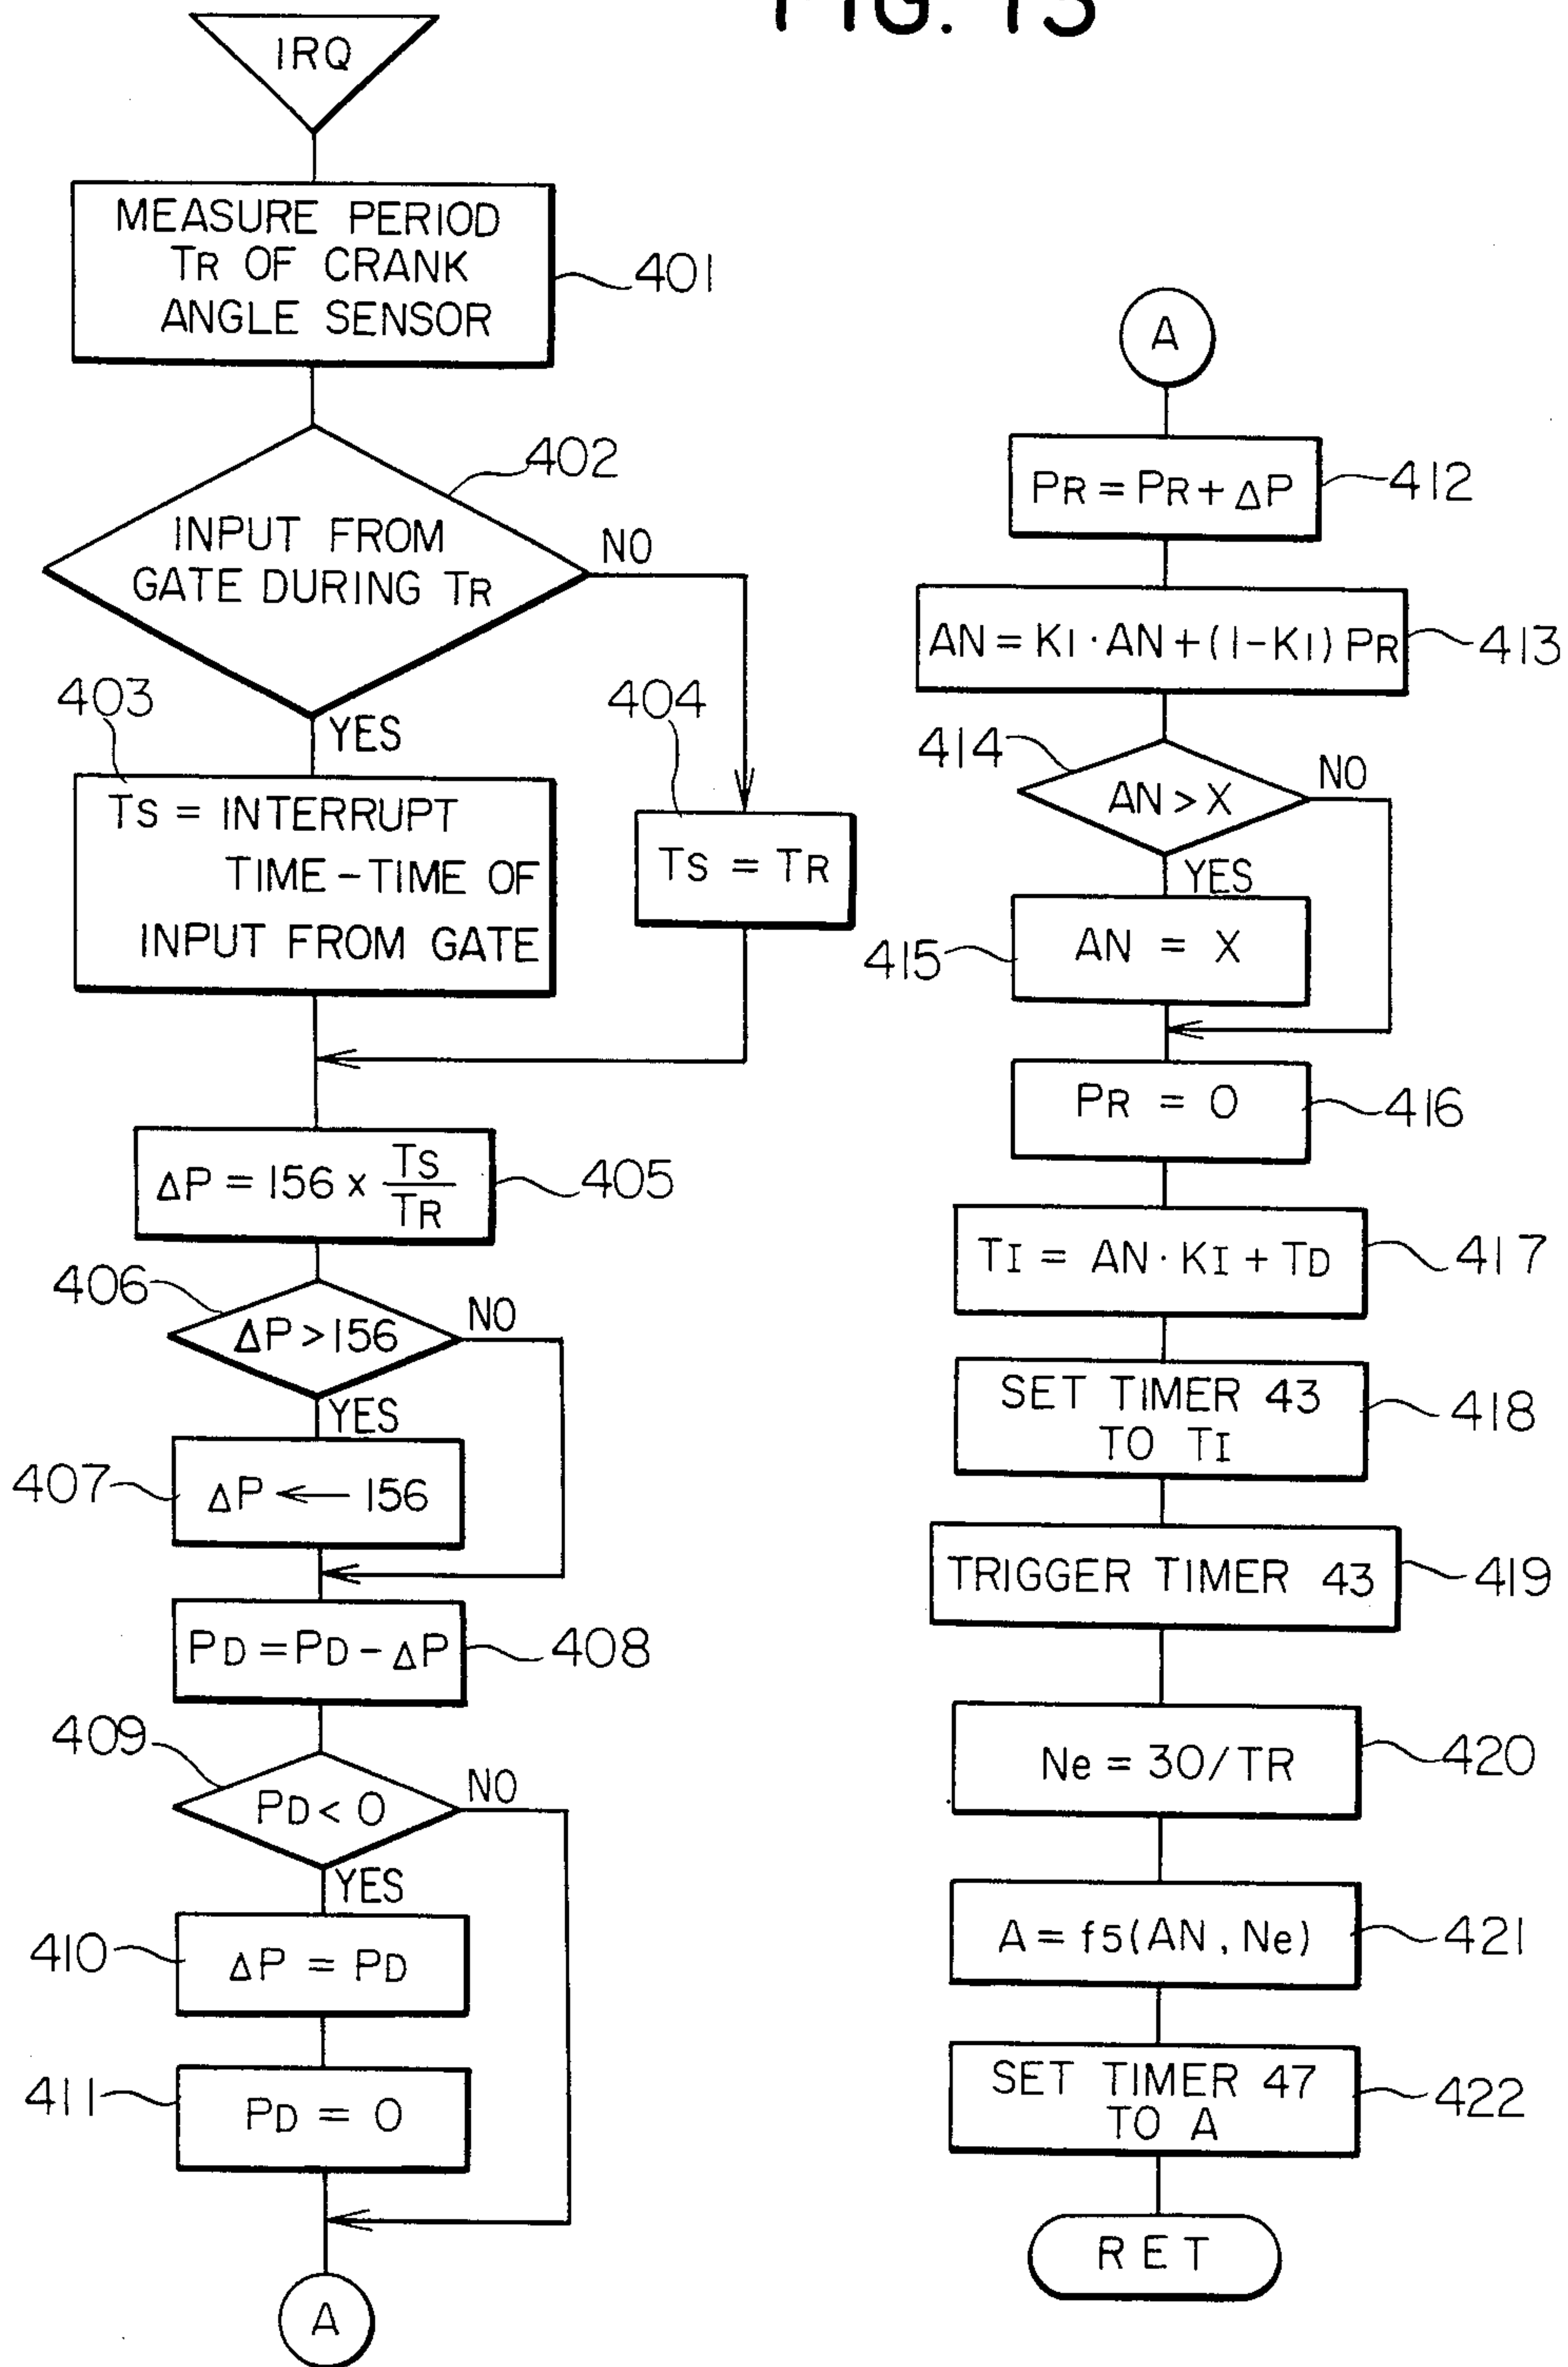 FIG. 13
IRQ
MEASURE PERIOD
TR OF CRANK
ANGLE SENSOR
401
402
INPUT FROM
GATE DURING TR
NO
YES
403
TS = INTERRUPT
TIME-TIME OF
INPUT FROM GATE
404
TS = TR
ΔP = 156 x TS/TR
405
406
ΔP > 156
NO
YES
407
ΔP ← 156
PD = PD - ΔP
408
409
PD < 0
NO
YES
410
ΔP = PD
411
PD = 0
A
A
PR = PR + ΔP
412
AN = KI · AN + (1-KI) PR
413
414
AN > X
NO
YES
415
AN = X
PR = 0
416
TI = AN · KI + TD
417
SET TIMER 43
TO TI
418
TRIGGER TIMER 43
419
Ne = 30/TR
420
A = f5(AN, Ne)
421
SET TIMER 47
TO A
422
RET